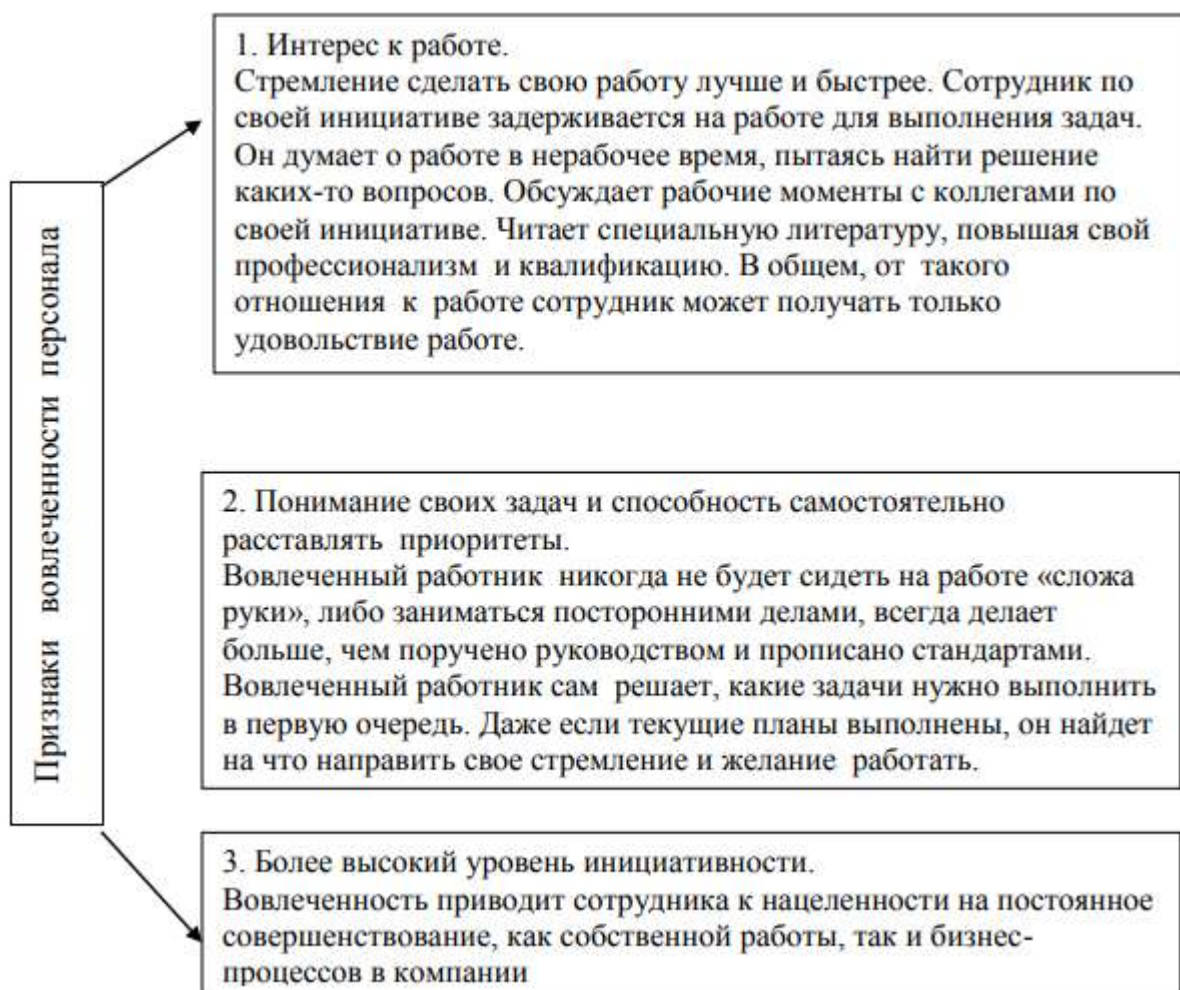 Признаки вовлеченности персонала
1. Интерес к работе.
Стремление сделать свою работу лучше и быстрее. Сотрудник по
своей инициативе задерживается на работе для выполнения задач.
Он думает о работе в нерабочее время, пытаясь найти решение
каких-то вопросов. Обсуждает рабочие моменты с коллегами по
своей инициативе. Читает специальную литературу, повышая свой
профессионализм и квалификацию. В общем, от такого
отношения к работе сотрудник может получать только
удовольствие работе.
2. Понимание своих задач и способность самостоятельно
расставлять приоритеты.
Вовлеченный работник никогда не будет сидеть на работе «сложа
руки», либо заниматься посторонними делами, всегда делает
больше, чем поручено руководством и прописано стандартами.
Вовлеченный работник сам решает, какие задачи нужно выполнить
в первую очередь. Даже если текущие планы выполнены, он найдет
на что направить свое стремление и желание работать.
3. Более высокий уровень инициативности.
Вовлеченность приводит сотрудника к нацеленности на постоянное
совершенствование, как собственной работы, так и бизнес-
процессов в компании